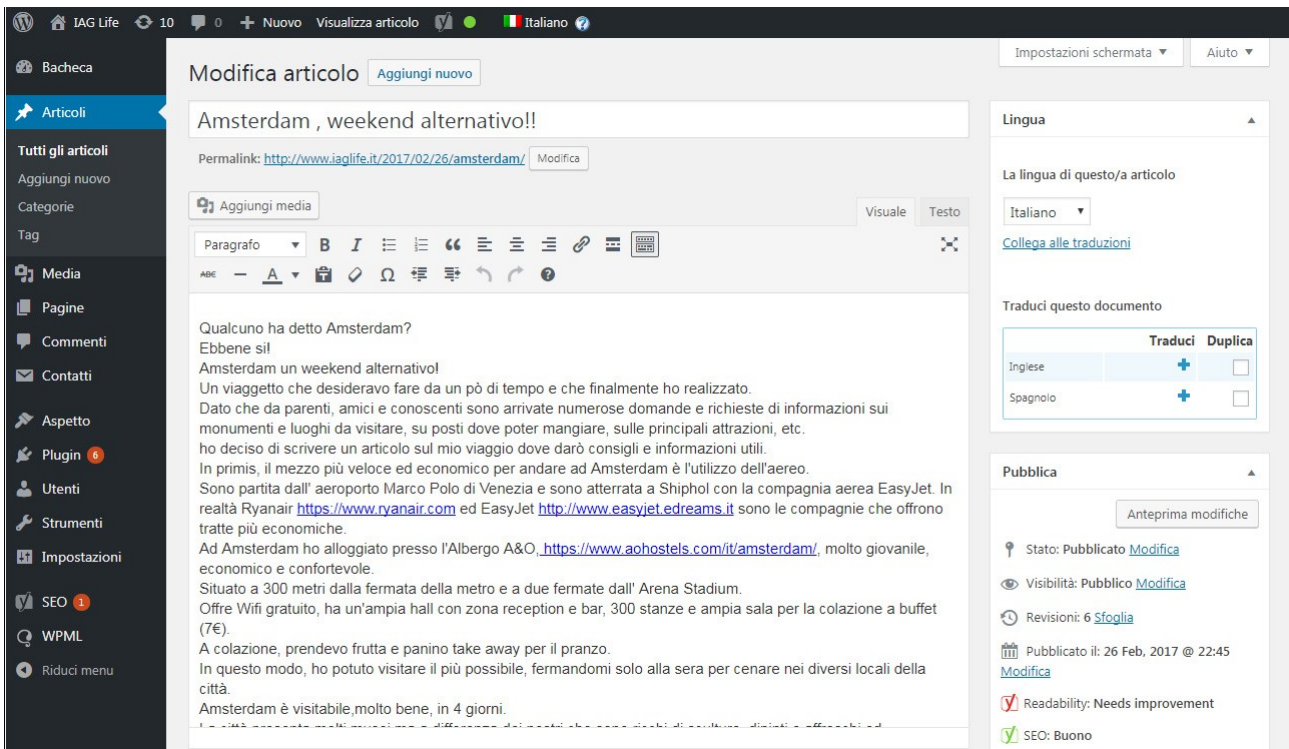 IAG Life 10 0 Nuovo Visualizza articolo Italiano
Impostazioni schermata Aiuto
Bacheca
Articoli
Tutti gli articoli
Aggiungi nuovo
Categorie
Tag
Media
Pagine
Commenti
Contatti
Aspetto
Plugin 6
Utenti
Strumenti
Impostazioni
SEO 1
WPML
Riduci menu
Modifica articolo Aggiungi nuovo
Amsterdam , weekend alternativo!!
Permalink: http://www.iaglife.it/2017/02/26/amsterdam/ Modifica
Aggiungi media
Visuale Testo
Paragrafo B I
ABC A Ω
Qualcuno ha detto Amsterdam?
Ebbene si!
Amsterdam un weekend alternativo!
Un viaggetto che desideravo fare da un pò di tempo e che finalmente ho realizzato.
Dato che da parenti, amici e conoscenti sono arrivate numerose domande e richieste di informazioni sui
monumenti e luoghi da visitare, su posti dove poter mangiare, sulle principali attrazioni, etc.
ho deciso di scrivere un articolo sul mio viaggio dove darò consigli e informazioni utili.
In primis, il mezzo più veloce ed economico per andare ad Amsterdam è l'utilizzo dell'aereo.
Sono partita dall' aeroporto Marco Polo di Venezia e sono atterrata a Shiphol con la compagnia aerea EasyJet. In
realtà Ryanair https://www.ryanair.com ed EasyJet http://www.easyjet.edreams.it sono le compagnie che offrono
tratte più economiche.
Ad Amsterdam ho alloggiato presso l'Albergo A&O, https://www.aohostels.com/it/amsterdam/, molto giovanile,
economico e confortevole.
Situato a 300 metri dalla fermata della metro e a due fermate dall' Arena Stadium.
Offre Wifi gratuito, ha un'ampia hall con zona reception e bar, 300 stanze e ampia sala per la colazione a buffet
(7€).
A colazione, prendevo frutta e panino take away per il pranzo.
In questo modo, ho potuto visitare il più possibile, fermandomi solo alla sera per cenare nei diversi locali della
città.
Amsterdam è visitabile,molto bene, in 4 giorni.
Lingua
La lingua di questo/a articolo
Italiano
Collega alle traduzioni
Traduci questo documento
Traduci Duplica
Inglese
Spagnolo
Pubblica
Anteprima modifiche
Stato: Pubblicato Modifica
Visibilità: Pubblico Modifica
Revisioni: 6 Sfoglia
Pubblicato il: 26 Feb, 2017 @ 22:45
Modifica
Readability: Needs improvement
SEO: Buono